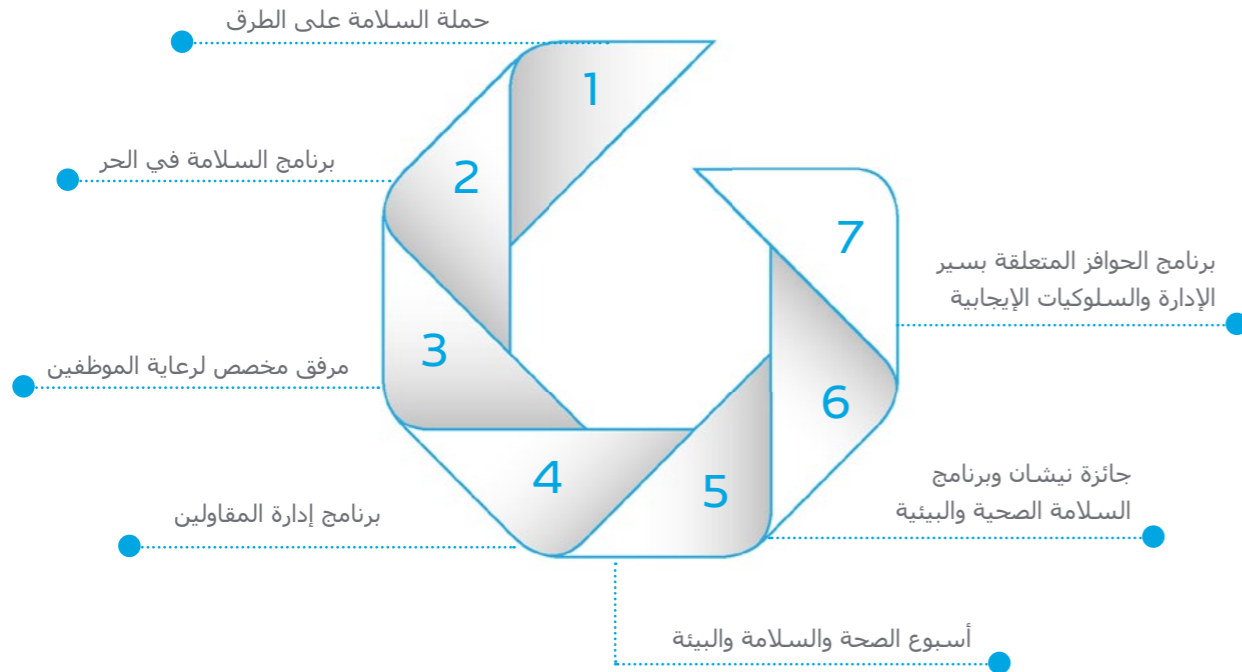 حملة السلامة على الطرق
1
برنامج السلامة في الحر
2
مرفق مخصص لرعاية الموظفين
3
برنامج إدارة المقاولين
4
أسبوع الصحة والسلامة والبيئة
5
جائزة نيشان وبرنامج
السلامة الصحية والبيئية
6
برنامج الحوافز المتعلقة بسير
الإدارة والسلوكيات الإيجابية
7